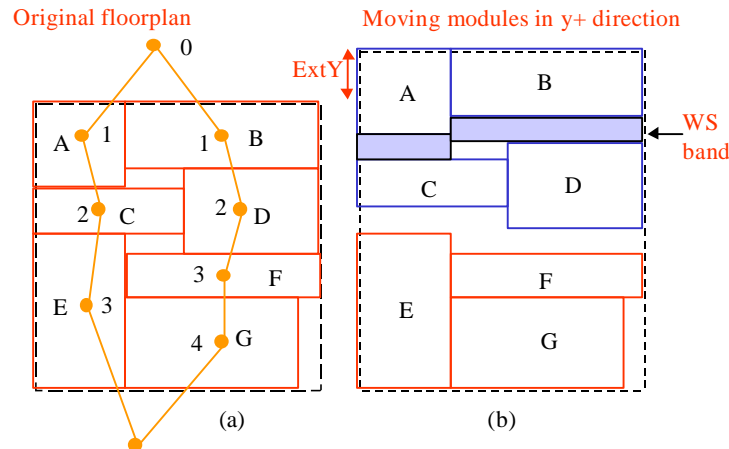 Original floorplan
0
A
1
1
B
2
C
2
D
3
F
E
3
4
G
(a)
Moving modules in y+ direction
ExtY
A
B
WS
band
C
D
F
E
G
(b)